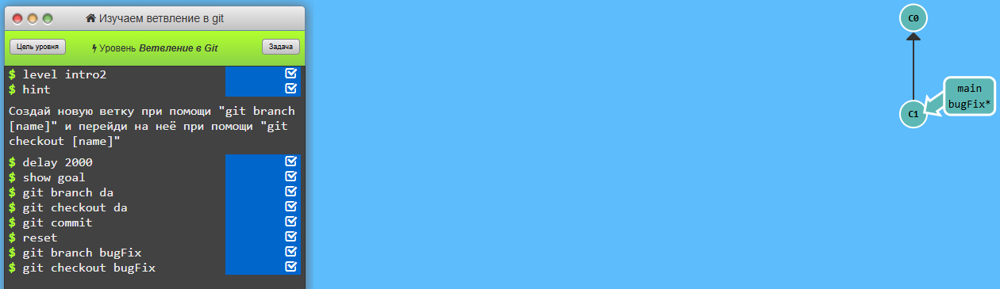 Изучаем ветвление в git
Цель уровня
Уровень Ветвление в Git
Задача
$ level intro2
$ hint
Создай новую ветку при помощи "git branch
[name]" и перейди на неё при помощи "git
checkout [name]"
$ delay 2000
$ show goal
$ git branch da
$ git checkout da
$ git commit
$ reset
$ git branch bugFix
$ git checkout bugFix
C0
main
bugFix*
C1